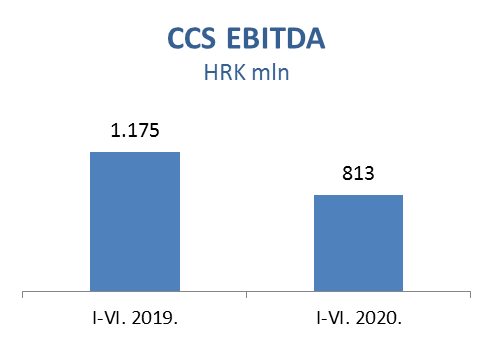 CCS EBITDA
HRK mln
1.175
813
I-VI. 2019.
I-VI. 2020.